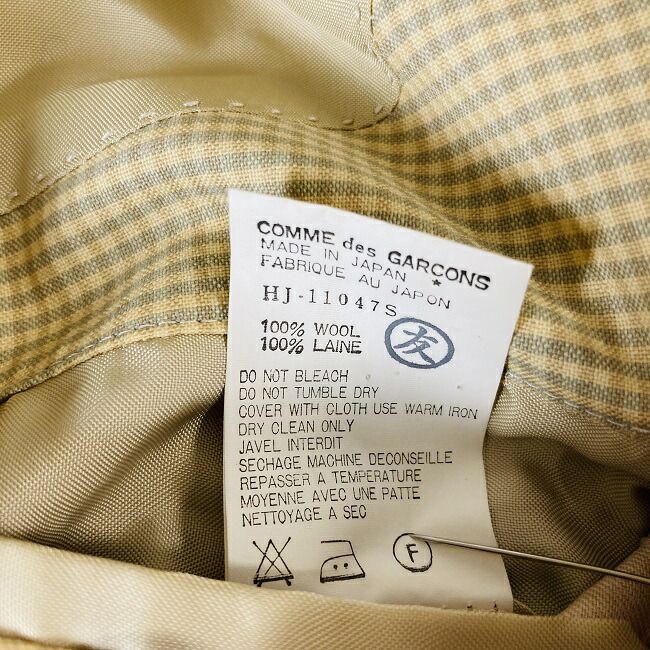 COMME des GARCONS
MADE IN JAPAN ★
FABRIQUE AU JAPON
HJ-11047S
100% WOOL
100% LAINE
友
DO NOT BLEACH
DO NOT TUMBLE DRY
COVER WITH CLOTH USE WARM IRON
DRY CLEAN ONLY
JAVEL INTERDIT
SECHAGE MACHINE DECONSEILLE
REPASSER A TEMPERATURE
MOYENNE AVEC UNE PATTE
NETTOYAGE A SEC
F